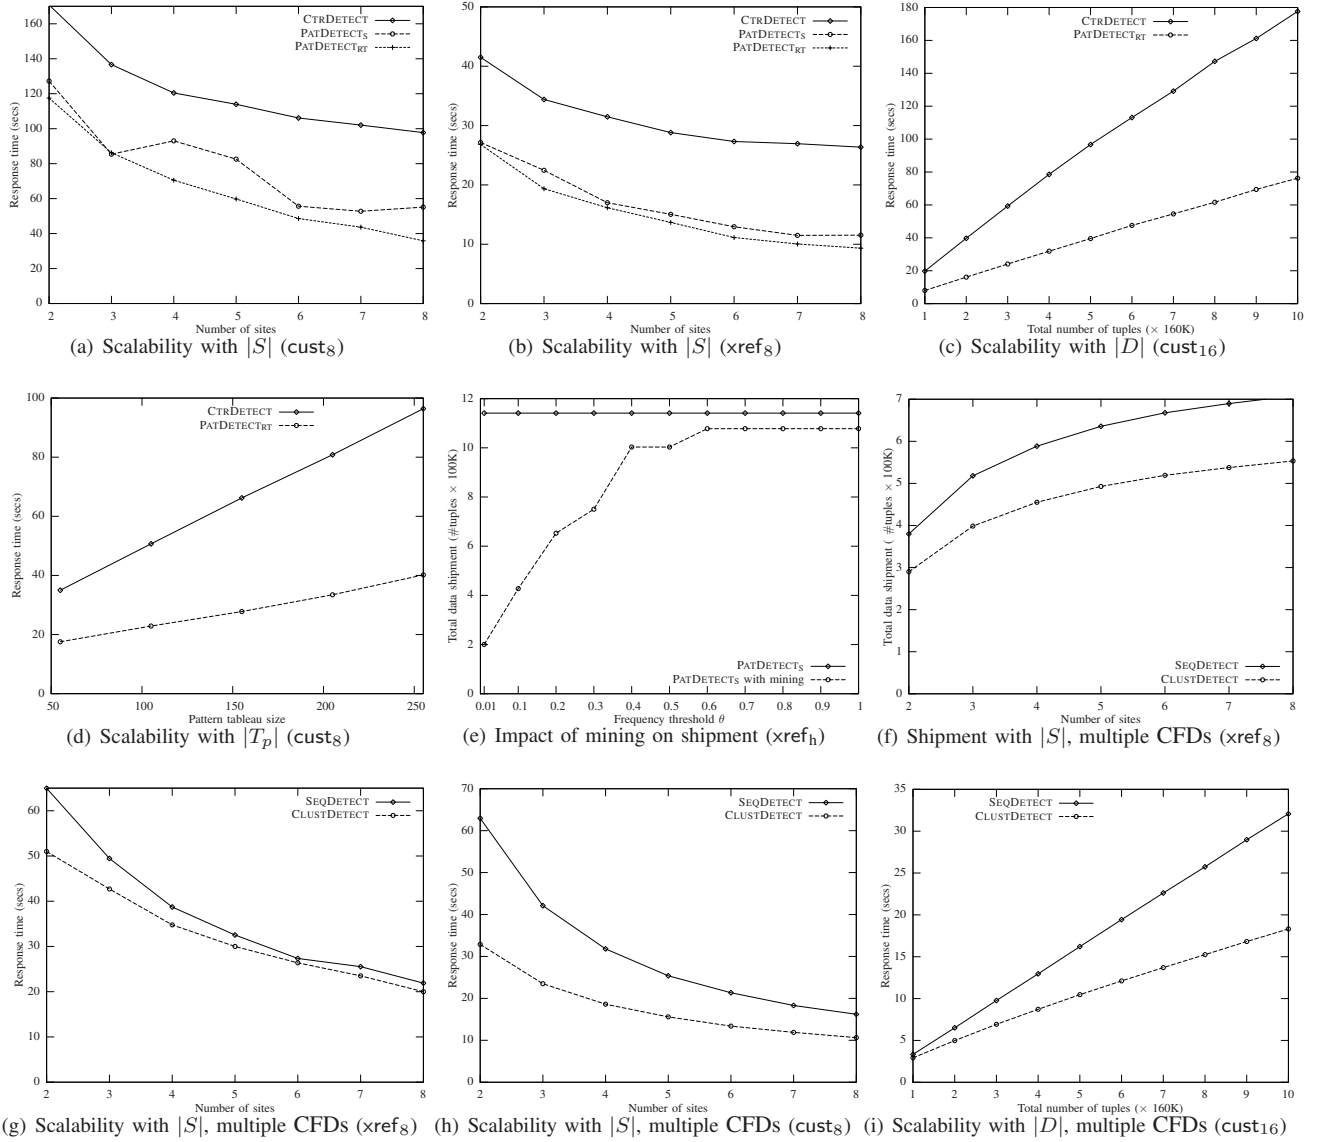 CTRDETECT
PATDETECTS
PATDETECTRT
Response time (secs)
0 20 40 60 80 100 120 140 160
2 3 4 5 6 7 8
Number of sites
(a) Scalability with |S| (cust8)
CTRDETECT
PATDETECTS
PATDETECTRT
Response time (secs)
0 10 20 30 40 50
2 3 4 5 6 7 8
Number of sites
(b) Scalability with |S| (xref8)
CTRDETECT
PATDETECTRT
Response time (secs)
0 20 40 60 80 100 120 140 160 180
1 2 3 4 5 6 7 8 9 10
Total number of tuples (× 160K)
(c) Scalability with |D| (cust16)
CTRDETECT
PATDETECTRT
Response time (secs)
0 20 40 60 80 100
50 100 150 200 250
Pattern tableau size
(d) Scalability with |Tp| (cust8)
Total data shipment (#tuples × 100K)
0 2 4 6 8 10 12
PATDETECTS
PATDETECTS with mining
0.01 0.1 0.2 0.3 0.4 0.5 0.6 0.7 0.8 0.9 1
Frequency threshold θ
(e) Impact of mining on shipment (xrefh)
Total data shipment ( #tuples × 100K)
0 1 2 3 4 5 6 7
SEQDETECT
CLUSTDETECT
2 3 4 5 6 7 8
Number of sites
(f) Shipment with |S|, multiple CFDs (xref8)
SEQDETECT
CLUSTDETECT
Response time (secs)
0 10 20 30 40 50 60
2 3 4 5 6 7 8
Number of sites
(g) Scalability with |S|, multiple CFDs (xref8)
SEQDETECT
CLUSTDETECT
Response time (secs)
0 10 20 30 40 50 60 70
2 3 4 5 6 7 8
Number of sites
(h) Scalability with |S|, multiple CFDs (cust8)
SEQDETECT
CLUSTDETECT
Response time (secs)
0 5 10 15 20 25 30 35
1 2 3 4 5 6 7 8 9 10
Total number of tuples (× 160K)
(i) Scalability with |D|, multiple CFDs (cust16)